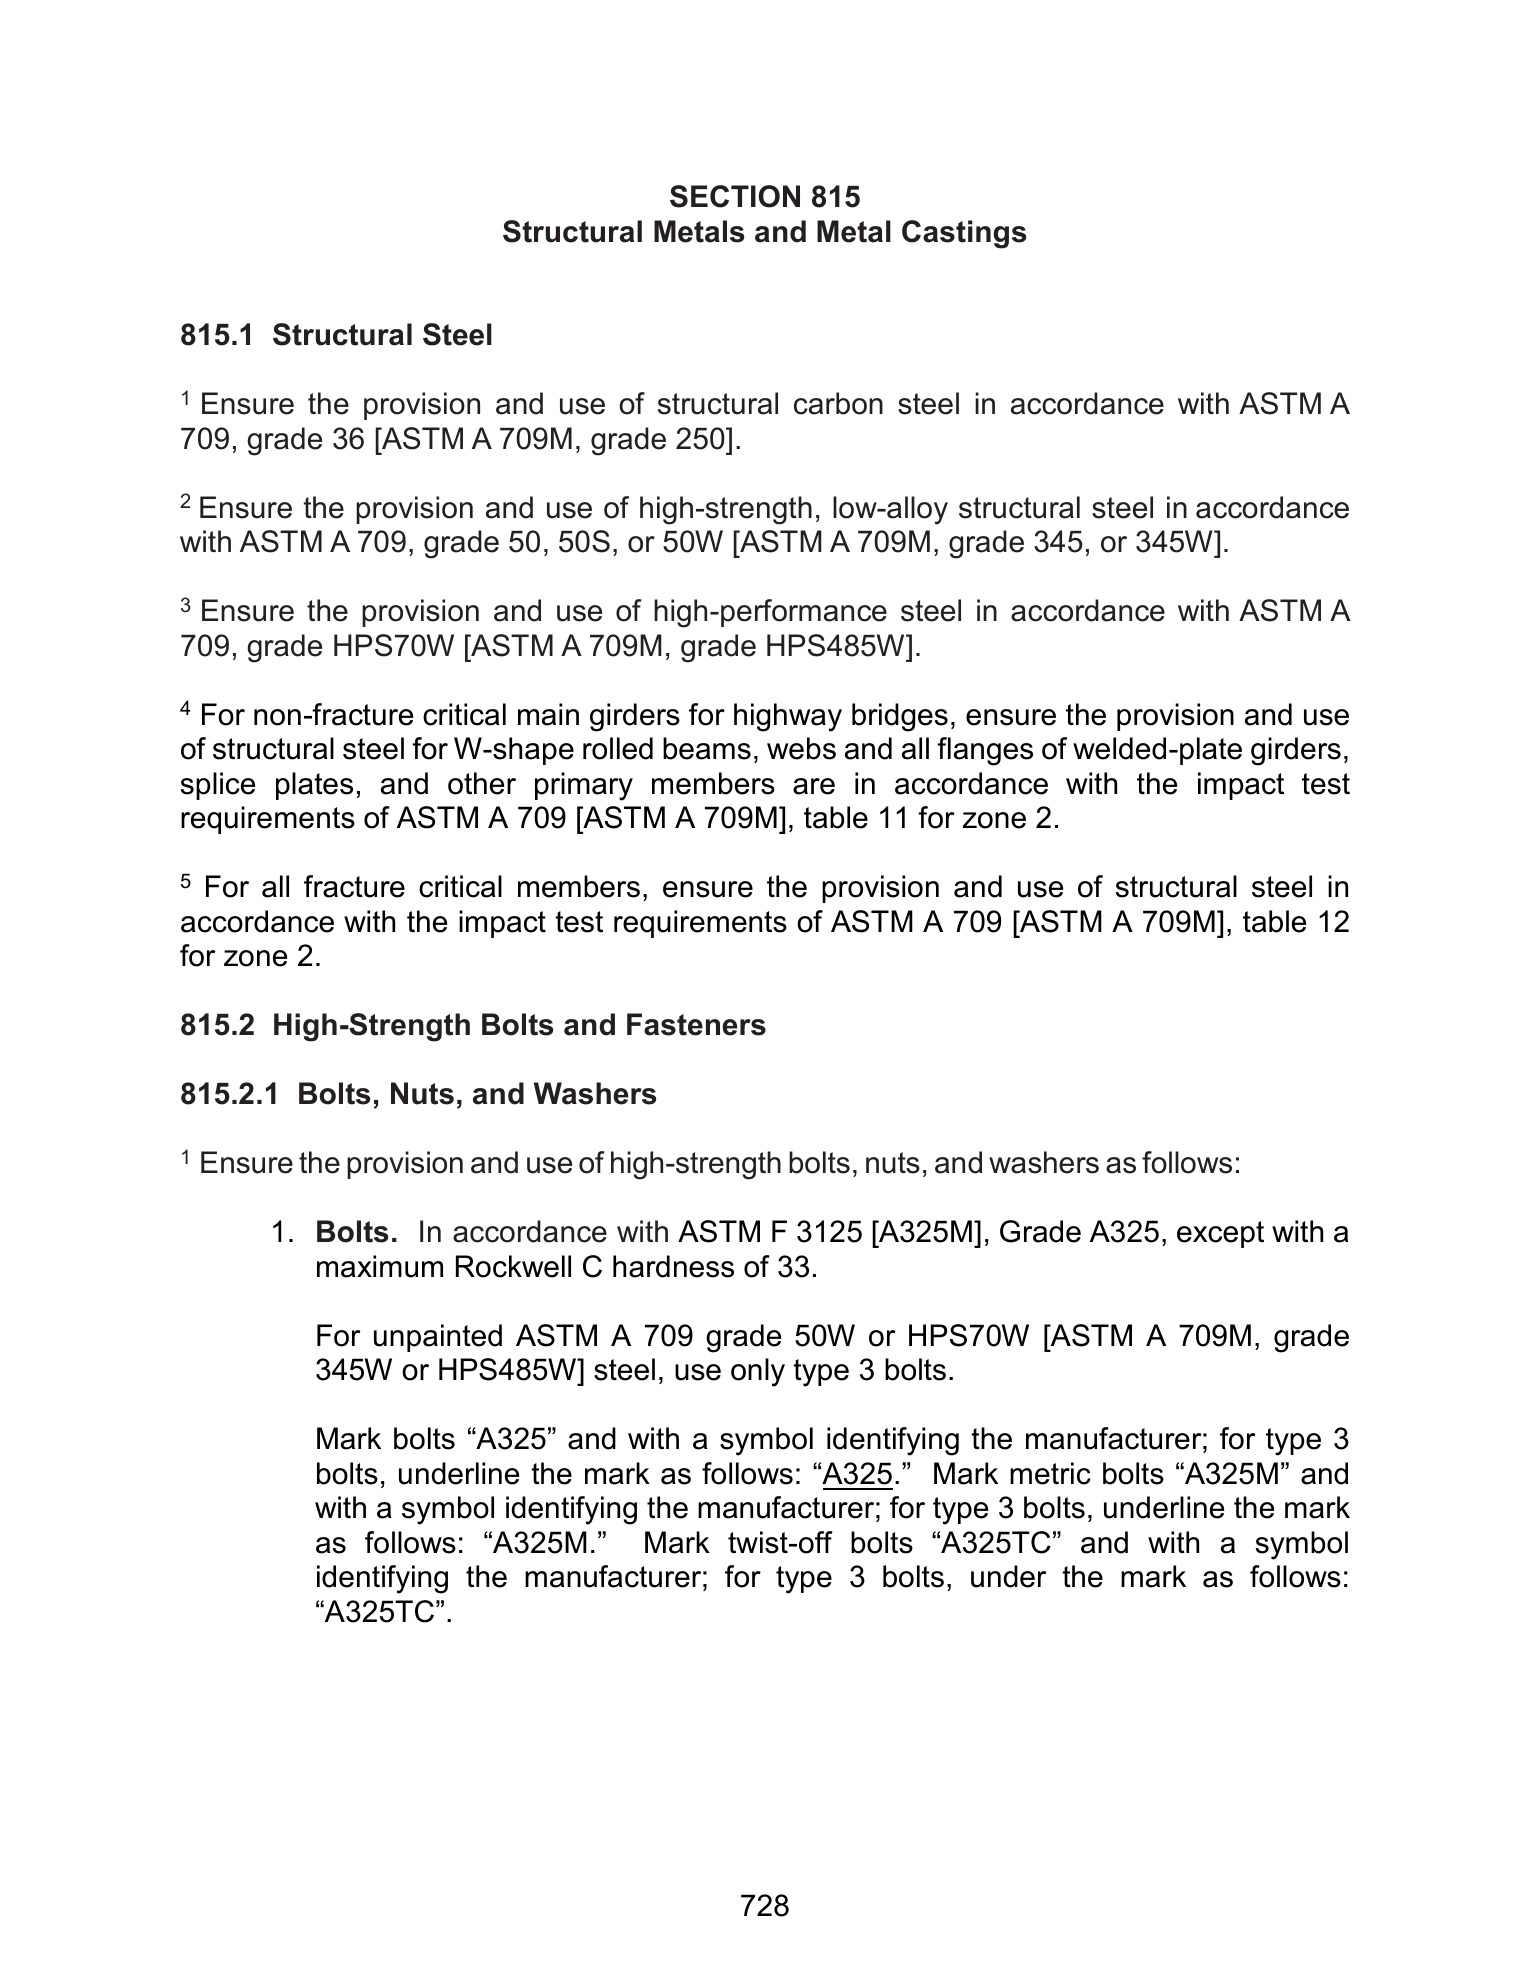 SECTION 815
Structural Metals and Metal Castings
815.1  Structural Steel
1 Ensure the provision and use of structural carbon steel in accordance with ASTM A
709, grade 36 [ASTM A 709M, grade 250].
2 Ensure the provision and use of high-strength, low-alloy structural steel in accordance
with ASTM A 709, grade 50, 50S, or 50W [ASTM A 709M, grade 345, or 345W].
3 Ensure the provision and use of high-performance steel in accordance with ASTM A
709, grade HPS70W [ASTM A 709M, grade HPS485W].
4 For non-fracture critical main girders for highway bridges, ensure the provision and use
of structural steel for W-shape rolled beams, webs and all flanges of welded-plate girders,
splice plates, and other primary members are in accordance with the impact test
requirements of ASTM A 709 [ASTM A 709M], table 11 for zone 2.
5 For all fracture critical members, ensure the provision and use of structural steel in
accordance with the impact test requirements of ASTM A 709 [ASTM A 709M], table 12
for zone 2.
815.2  High-Strength Bolts and Fasteners
815.2.1  Bolts, Nuts, and Washers
1 Ensure the provision and use of high-strength bolts, nuts, and washers as follows:
1. Bolts.  In accordance with ASTM F 3125 [A325M], Grade A325, except with a
maximum Rockwell C hardness of 33.
For unpainted ASTM A 709 grade 50W or HPS70W [ASTM A 709M, grade
345W or HPS485W] steel, use only type 3 bolts.
Mark bolts “A325” and with a symbol identifying the manufacturer; for type 3
bolts, underline the mark as follows: “A325.”  Mark metric bolts “A325M” and
with a symbol identifying the manufacturer; for type 3 bolts, underline the mark
as follows: “A325M.”  Mark twist-off bolts “A325TC” and with a symbol
identifying the manufacturer; for type 3 bolts, under the mark as follows:
“A325TC”.
728